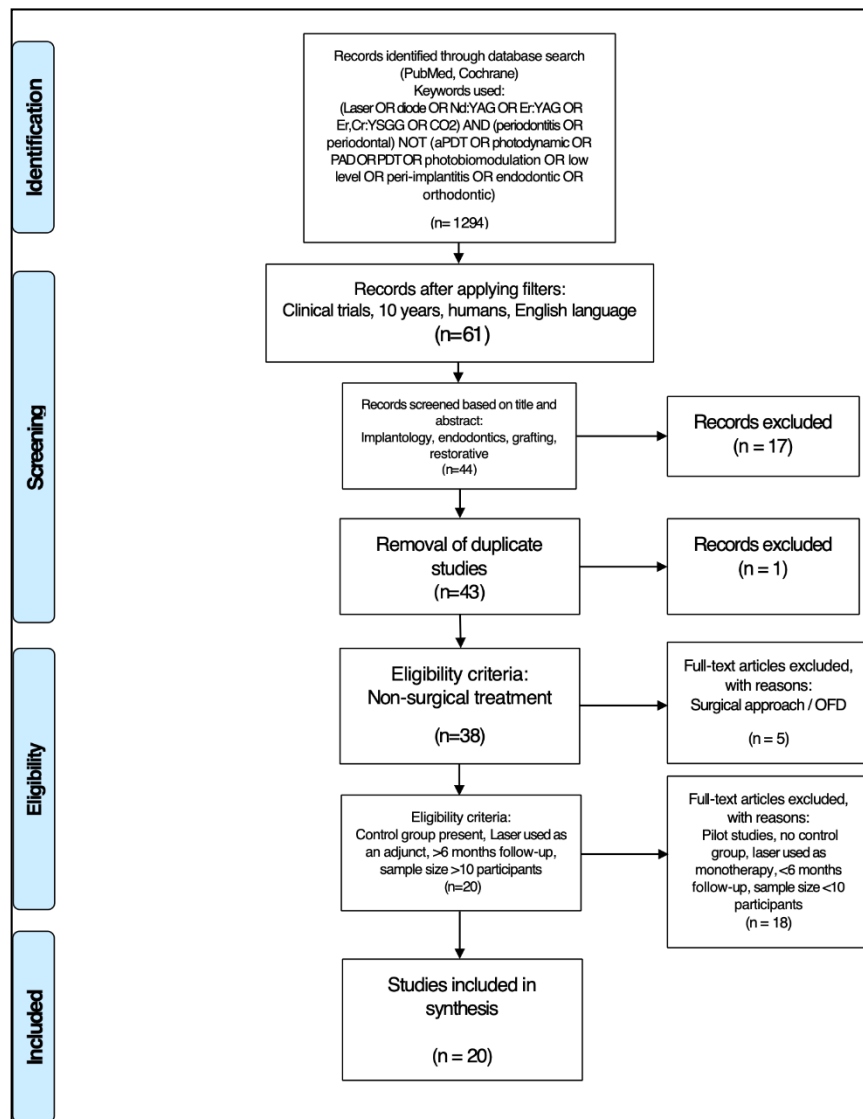 Identification
Records identified through database search
(PubMed, Cochrane)
Keywords used:
(Laser OR diode OR Nd:YAG OR Er:YAG OR
Er,Cr:YSGG OR CO2) AND (periodontitis OR
periodontal) NOT (aPDT OR photodynamic OR
PAD OR PDT OR photobiomodulation OR low
level OR peri-implantitis OR endodontic OR
orthodontic)
(n= 1294)
Screening
Records after applying filters:
Clinical trials, 10 years, humans, English language
(n=61)
Records screened based on title and
abstract:
Implantology, endodontics, grafting,
restorative
(n=44)
Records excluded
(n = 17)
Removal of duplicate
studies
(n=43)
Records excluded
(n = 1)
Eligibility
Eligibility criteria:
Non-surgical treatment
(n=38)
Full-text articles excluded,
with reasons:
Surgical approach / OFD
(n = 5)
Eligibility criteria:
Control group present, Laser used as
an adjunct, >6 months follow-up,
sample size >10 participants
(n=20)
Full-text articles excluded,
with reasons:
Pilot studies, no control
group, laser used as
monotherapy, <6 months
follow-up, sample size <10
participants
(n = 18)
Included
Studies included in
synthesis
(n = 20)